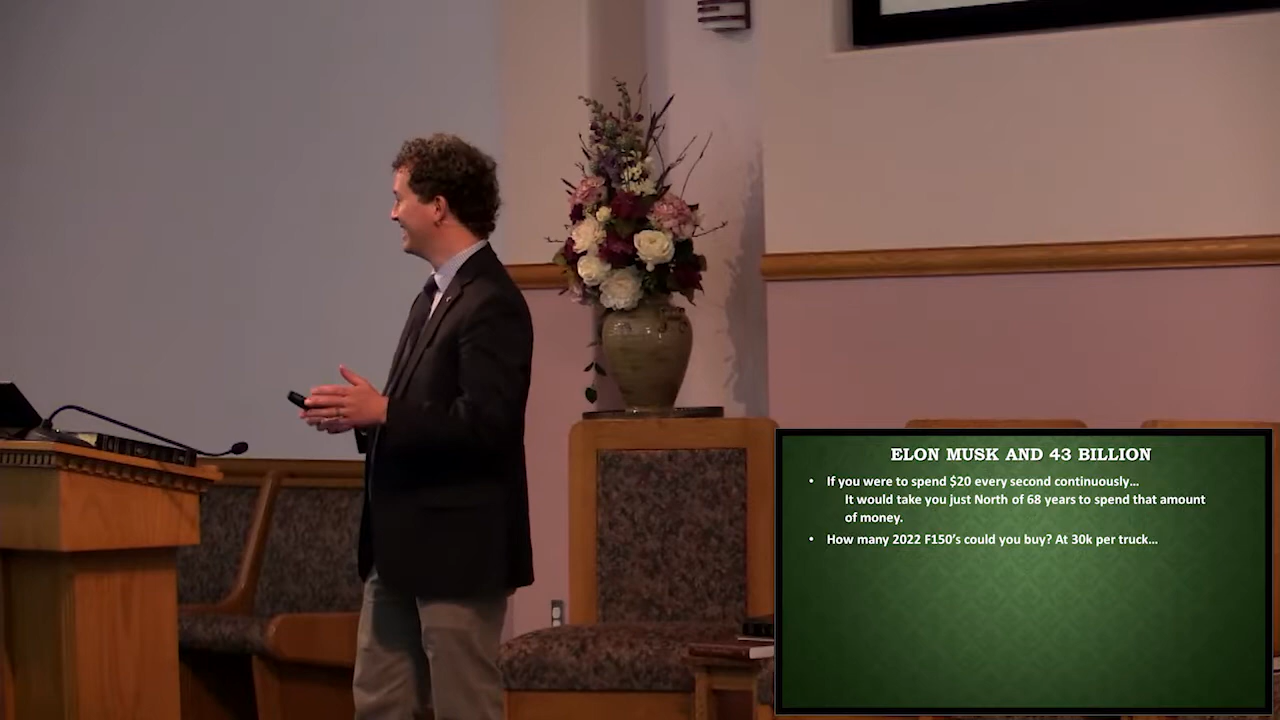 ELON MUSK AND 43 BILLION
• If you were to spend $20 every second continuously…
It would take you just North of 68 years to spend that amount
of money.
• How many 2022 F150's could you buy? At 30k per truck…